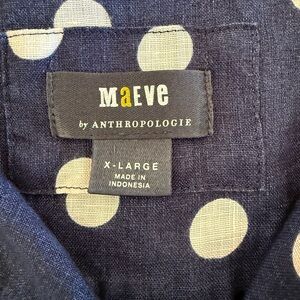 Maeve
by ANTHROPOLOGIE
X-LARGE
MADE IN
INDONESIA